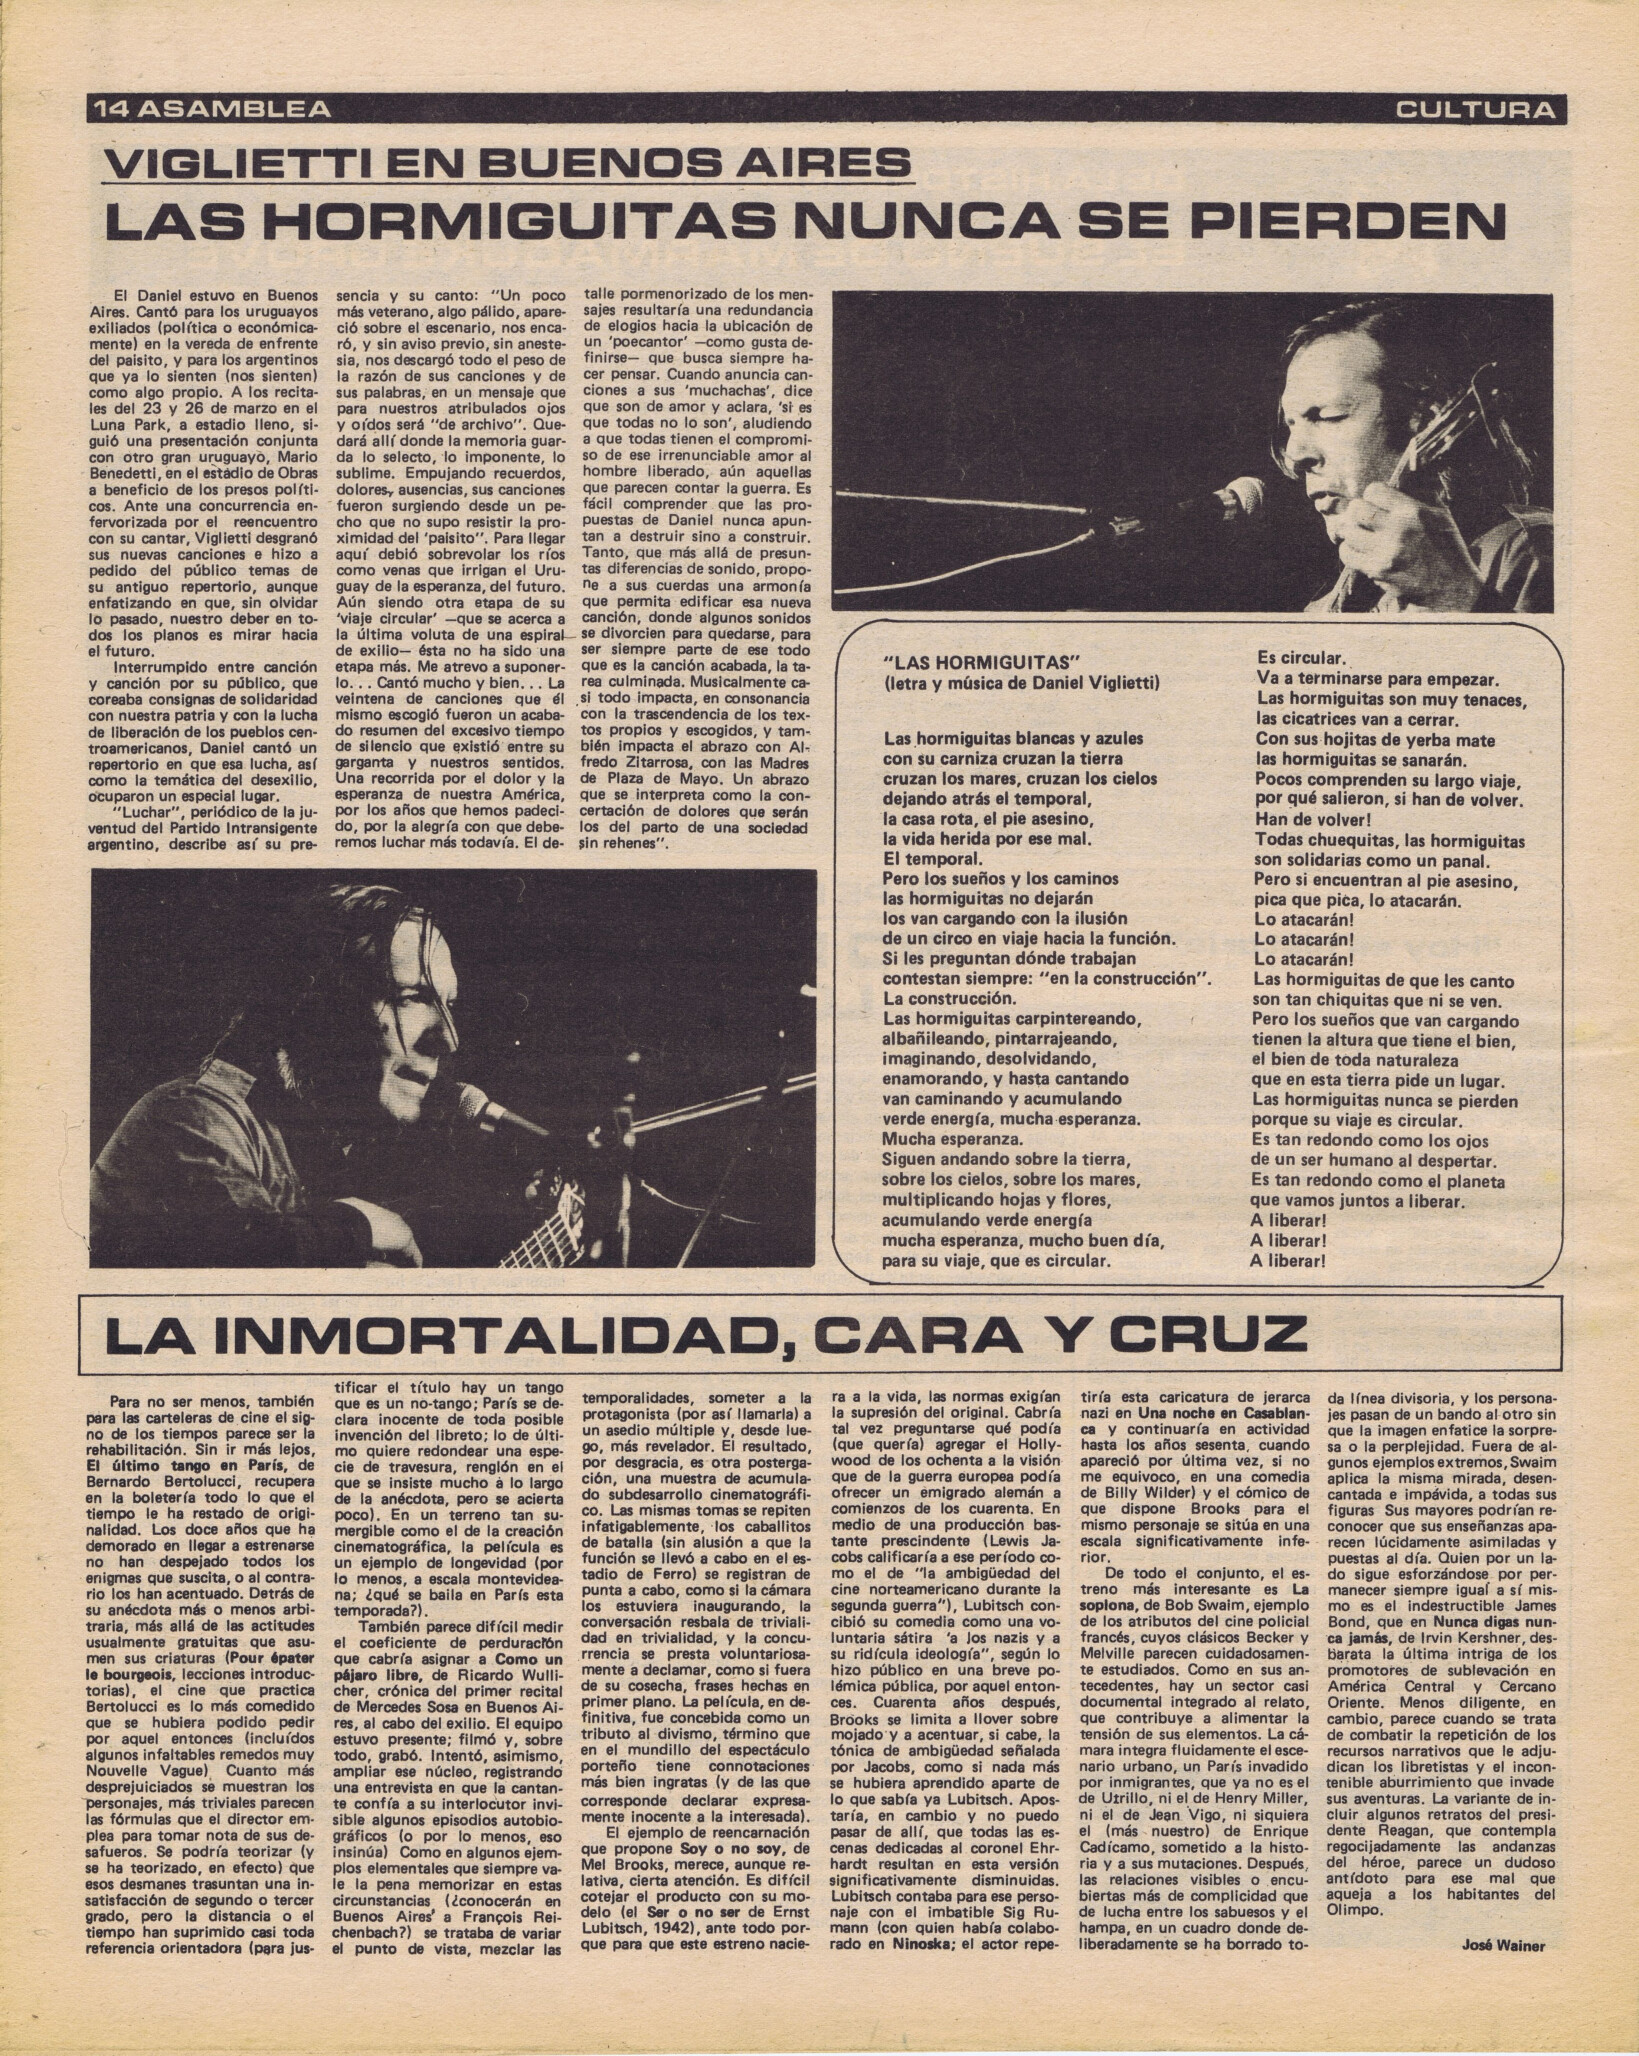 14 ASAMBLEA
CULTURA
VIGLIETTI EN BUENOS AIRES
LAS HORMIGUITAS NUNCA SE PIERDEN
El Daniel estuvo en Buenos
Aires. Cantó para los uruguayos
exiliados (política o económica-
mente) en la vereda de enfrente
del paisito, y para los argentinos
que ya lo sienten (nos sienten)
como algo propio. A los recita-
les del 23 y 26 de marzo en el
Luna Park, a estadio lleno, si-
guió una presentación conjunta
con otro gran uruguayo, Mario
Benedetti, en el estadio de Obras
a beneficio de los presos políti-
cos. Ante una concurrencia en-
fervorizada por el reencuentro
con su cantar, Viglietti desgranó
sus nuevas canciones e hizo a
pedido del público temas de
su antiguo repertorio, aunque
enfatizando en que, sin olvidar
lo pasado, nuestro deber en to-
dos los planos es mirar hacia
el futuro.
Interrumpido entre canción
y canción por su público, que
coreaba consignas de solidaridad
con nuestra patria y con la lucha
de liberación de los pueblos cen-
troamericanos, Daniel cantó un
repertorio en que esa lucha, así
como la temática del desexilio,
ocuparon un especial lugar.
"Luchar", periódico de la ju-
ventud del Partido Intransigente
argentino, describe así su pre-
sencia y su canto: "Un poco
más veterano, algo pálido, apare-
ció sobre el escenario, nos enca-
ró, y sin aviso previo, sin aneste-
sia, nos descargó todo el peso de
la razón de sus canciones y de
sus palabras, en un mensaje que
para nuestros atribulados ojos
y oídos será "de archivo". Que-
dará allí donde la memoria guar-
da lo selecto, lo imponente, lo
sublime. Empujando recuerdos,
dolores, ausencias, sus canciones
fueron surgiendo desde un pe-
cho que no supo resistir la pro-
ximidad del 'paisito". Para llegar
aquí debió sobrevolar los ríos
como venas que irrigan el Uru-
guay de la esperanza, del futuro.
Aún siendo otra etapa de su
'viaje circular' —que se acerca a
la última voluta de una espiral
de exilio— ésta no ha sido una
etapa más. Me atrevo a suponer-
lo... Cantó mucho y bien... La
veintena de canciones que él
mismo escogió fueron un acaba-
do resumen del excesivo tiempo
de silencio que existió entre su
garganta y nuestros sentidos.
Una recorrida por el dolor y la
esperanza de nuestra América,
por los años que hemos padeci-
do, por la alegría con que debe-
remos luchar más todavía. El de-
talle pormenorizado de los men-
sajes resultaría una redundancia
de elogios hacia la ubicación de
un 'poecantor' —como gusta de-
finirse— que busca siempre ha-
cer pensar. Cuando anuncia can-
ciones a sus 'muchachas', dice
que son de amor y aclara, 'si es
que todas no lo son', aludiendo
a que todas tienen el compromi-
so de ese irrenunciable amor al
hombre liberado, aún aquellas
que parecen contar la guerra. Es
fácil comprender que las pro-
puestas de Daniel nunca apun-
tan a destruir sino a construir.
Tanto, que más allá de presun-
tas diferencias de sonido, propo-
ne a sus cuerdas una armonía
que permita edificar esa nueva
canción, donde algunos sonidos
se divorcien para quedarse, para
ser siempre parte de ese todo
que es la canción acabada, la ta-
rea culminada. Musicalmente ca-
si todo impacta, en consonancia
con la trascendencia de los tex-
tos propios y escogidos, y tam-
bién impacta el abrazo con Al-
fredo Zitarrosa, con las Madres
de Plaza de Mayo. Un abrazo
que se interpreta como la con-
certación de dolores que serán
los del parto de una sociedad
sin rehenes".
"LAS HORMIGUITAS"
(letra y música de Daniel Viglietti)
Las hormiguitas blancas y azules
con su carniza cruzan la tierra
cruzan los mares, cruzan los cielos
dejando atrás el temporal,
la casa rota, el pie asesino,
la vida herida por ese mal.
El temporal.
Pero los sueños y los caminos
las hormiguitas no dejarán
los van cargando con la ilusión
de un circo en viaje hacia la función.
Si les preguntan dónde trabajan
contestan siempre: "en la construcción".
La construcción.
Las hormiguitas carpintereando,
albañileando, pintarrajeando,
imaginando, desolvidando,
enamorando, y hasta cantando
van caminando y acumulando
verde energía, mucha esperanza.
Mucha esperanza.
Siguen andando sobre la tierra,
sobre los cielos, sobre los mares,
multiplicando hojas y flores,
acumulando verde energía
mucha esperanza, mucho buen día,
para su viaje, que es circular.
Es circular.
Va a terminarse para empezar.
Las hormiguitas son muy tenaces,
las cicatrices van a cerrar.
Con sus hojitas de yerba mate
las hormiguitas se sanarán.
Pocos comprenden su largo viaje,
por qué salieron, si han de volver.
Han de volver!
Todas chuequitas, las hormiguitas
son solidarias como un panal.
Pero si encuentran al pie asesino,
pica que pica, lo atacarán.
Lo atacarán!
Lo atacarán!
Lo atacarán!
Las hormiguitas de que les canto
son tan chiquitas que ni se ven.
Pero los sueños que van cargando
tienen la altura que tiene el bien,
el bien de toda naturaleza
que en esta tierra pide un lugar.
Las hormiguitas nunca se pierden
porque su viaje es circular.
Es tan redondo como los ojos
de un ser humano al despertar.
Es tan redondo como el planeta
que vamos juntos a liberar.
A liberar!
A liberar!
A liberar!
LA INMORTALIDAD, CARA Y CRUZ
Para no ser menos, también
para las carteleras de cine el sig-
no de los tiempos parece ser la
rehabilitación. Sin ir más lejos,
El último tango en París, de
Bernardo Bertolucci, recupera
en la boletería todo lo que el
tiempo le ha restado de origi-
nalidad. Los doce años que ha
demorado en llegar a estrenarse
no han despejado todos los
enigmas que suscita, o al contra-
rio los han acentuado. Detrás de
su anécdota más o menos arbi-
traria, más allá de las actitudes
usualmente gratuitas que asu-
men sus criaturas (Pour épater
le bourgeois, lecciones introduc-
torias), el cine que practica
Bertolucci es lo más comedido
que se hubiera podido pedir
por aquel entonces (incluídos
algunos infaltables remedos muy
Nouvelle Vague) Cuanto más
desprejuiciados se muestran los
personajes, más triviales parecen
las fórmulas que el director em-
plea para tomar nota de sus de-
safueros. Se podría teorizar (y
se ha teorizado, en efecto) que
esos desmanes trasuntan una in-
satisfacción de segundo o tercer
grado, pero la distancia o el
tiempo han suprimido casi toda
referencia orientadora (para jus-
tificar el título hay un tango
que es un no-tango; París se de-
clara inocente de toda posible
invención del libreto; lo de últi-
mo quiere redondear una espe-
cie de travesura, renglón en el
que se insiste mucho a lo largo
de la anécdota, pero se acierta
poco). En un terreno tan su-
mergible como el de la creación
cinematográfica, la película es
un ejemplo de longevidad (por
lo menos, a escala montevidea-
na; ¿qué se baila en París esta
temporada?).
También parece difícil medir
el coeficiente de perduración
que cabría asignar a Como un
pájaro libre, de Ricardo Wulli-
cher, crónica del primer recital
de Mercedes Sosa en Buenos Ai-
res, al cabo del exilio. El equipo
estuvo presente; filmó y, sobre
todo, grabó. Intentó, asimismo,
ampliar ese núcleo, registrando
una entrevista en que la cantan-
te confía a su interlocutor invi-
sible algunos episodios autobio-
gráficos (o por lo menos, eso
insinúa) Como en algunos ejem-
plos elementales que siempre va-
le la pena memorizar en estas
circunstancias (¿conocerán en
Buenos Aires a François Rei-
chenbach?) se trataba de variar
el punto de vista, mezclar las
temporalidades, someter a la
protagonista (por así llamarla) a
un asedio múltiple y, desde lue-
go, más revelador. El resultado,
por desgracia, es otra posterga-
ción, una muestra de acumula-
do subdesarrollo cinematográfi-
co. Las mismas tomas se repiten
infatigablemente, los caballitos
de batalla (sin alusión a que la
función se llevó a cabo en el es-
tadio de Ferro) se registran de
punta a cabo, como si la cámara
los estuviera inaugurando, la
conversación resbala de triviali-
dad en trivialidad, y la concu-
rrencia se presta voluntariosa-
mente a declamar, como si fuera
de su cosecha, frases hechas en
primer plano. La película, en de-
finitiva, fue concebida como un
tributo al divismo, término que
en el mundillo del espectáculo
porteño tiene connotaciones
más bien ingratas (y de las que
corresponde declarar expresa-
mente inocente a la interesada).
El ejemplo de reencarnación
que propone Soy o no soy, de
Mel Brooks, merece, aunque re-
lativa, cierta atención. Es difícil
cotejar el producto con su mo-
delo (el Ser o no ser de Ernst
Lubitsch, 1942), ante todo por-
que para que este estreno nacie-
ra a la vida, las normas exigían
la supresión del original. Cabría
tal vez preguntarse qué podía
(que quería) agregar el Holly-
wood de los ochenta a la visión
que de la guerra europea podía
ofrecer un emigrado alemán a
comienzos de los cuarenta. En
medio de una producción bas-
tante prescindente (Lewis Ja-
cobs calificaría a ese período co-
mo el de "la ambigüedad del
cine norteamericano durante la
segunda guerra"), Lubitsch con-
cibió su comedia como una vo-
luntaria sátira 'a los nazis y a
su ridícula ideología", según lo
hizo público en una breve po-
lémica pública, por aquel enton-
ces. Cuarenta años después,
Brooks se limita a llover sobre
mojado y a acentuar, si cabe, la
tónica de ambigüedad señalada
por Jacobs, como si nada más
se hubiera aprendido aparte de
lo que sabía ya Lubitsch. Apos-
taría, en cambio y no puedo
pasar de allí, que todas las es-
cenas dedicadas al coronel Ehr-
hardt resultan en esta versión
significativamente disminuidas.
Lubitsch contaba para ese perso-
naje con el imbatible Sig Ru-
mann (con quien había colabo-
rado en Ninoska; el actor repe-
tiría esta caricatura de jerarca
nazi en Una noche en Casablan-
ca y continuaría en actividad
hasta los años sesenta, cuando
apareció por última vez, si no
me equivoco, en una comedia
de Billy Wilder) y el cómico de
que dispone Brooks para el
mismo personaje se sitúa en una
escala significativamente infe-
rior.
De todo el conjunto, el es-
treno más interesante es La
soplona, de Bob Swaim, ejemplo
de los atributos del cine policial
francés, cuyos clásicos Becker y
Melville parecen cuidadosamen-
te estudiados. Como en sus an-
tecedentes, hay un sector casi
documental integrado al relato,
que contribuye a alimentar la
tensión de sus elementos. La cá-
mara integra fluidamente el esce-
nario urbano, un París invadido
por inmigrantes, que ya no es el
de Utrillo, ni el de Henry Miller,
ni el de Jean Vigo, ni siquiera
el (más nuestro) de Enrique
Cadícamo, sometido a la histo-
ria y a sus mutaciones. Después,
las relaciones visibles o encu-
biertas más de complicidad que
de lucha entre los sabuesos y el
hampa, en un cuadro donde de-
liberadamente se ha borrado to-
da línea divisoria, y los persona-
jes pasan de un bando al otro sin
que la imagen enfatice la sorpre-
sa o la perplejidad. Fuera de al-
gunos ejemplos extremos, Swaim
aplica la misma mirada, desen-
cantada e impávida, a todas sus
figuras Sus mayores podrían re-
conocer que sus enseñanzas apa-
recen lúcidamente asimiladas y
puestas al día. Quien por un la-
do sigue esforzándose por per-
manecer siempre igual a sí mis-
mo es el indestructible James
Bond, que en Nunca digas nun-
ca jamás, de Irvin Kershner, des-
barata la última intriga de los
promotores de sublevación en
América Central y Cercano
Oriente. Menos diligente, en
cambio, parece cuando se trata
de combatir la repetición de los
recursos narrativos que le adju-
dican los libretistas y el incon-
tenible aburrimiento que invade
sus aventuras. La variante de in-
cluir algunos retratos del presi-
dente Reagan, que contempla
regocijadamente las andanzas
del héroe, parece un dudoso
antídoto para ese mal que
aqueja a los habitantes del
Olimpo.
José Wainer